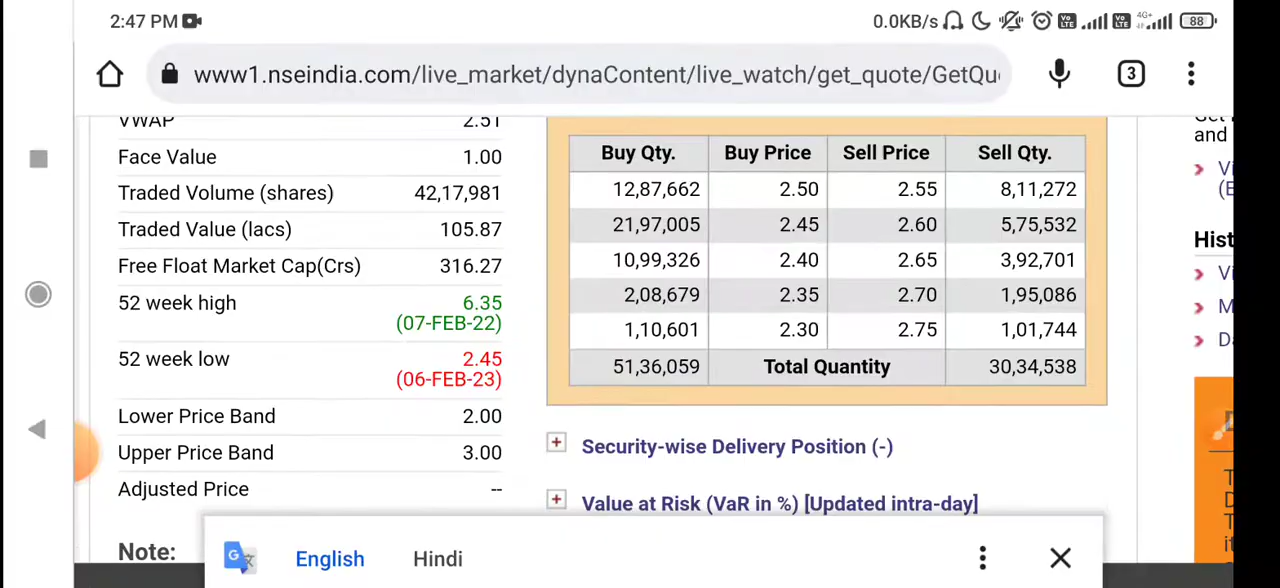 2:47 PM
0.0KB/s
Vo LTE
Vo LTE
4G+
88
www1.nseindia.com/live_market/dynaContent/live_watch/get_quote/GetQu
3
VWAP 2.51
Face Value 1.00
Traded Volume (shares) 42,17,981
Traded Value (lacs) 105.87
Free Float Market Cap(Crs) 316.27
52 week high 6.35
(07-FEB-22)
52 week low 2.45
(06-FEB-23)
Lower Price Band 2.00
Upper Price Band 3.00
Adjusted Price --
Note:
Buy Qty. Buy Price Sell Price Sell Qty.
12,87,662 2.50 2.55 8,11,272
21,97,005 2.45 2.60 5,75,532
10,99,326 2.40 2.65 3,92,701
2,08,679 2.35 2.70 1,95,086
1,10,601 2.30 2.75 1,01,744
51,36,059 Total Quantity 30,34,538
Security-wise Delivery Position (-)
Value at Risk (VaR in %) [Updated intra-day]
and
Vi
(E
Hist
V
M
D
English Hindi